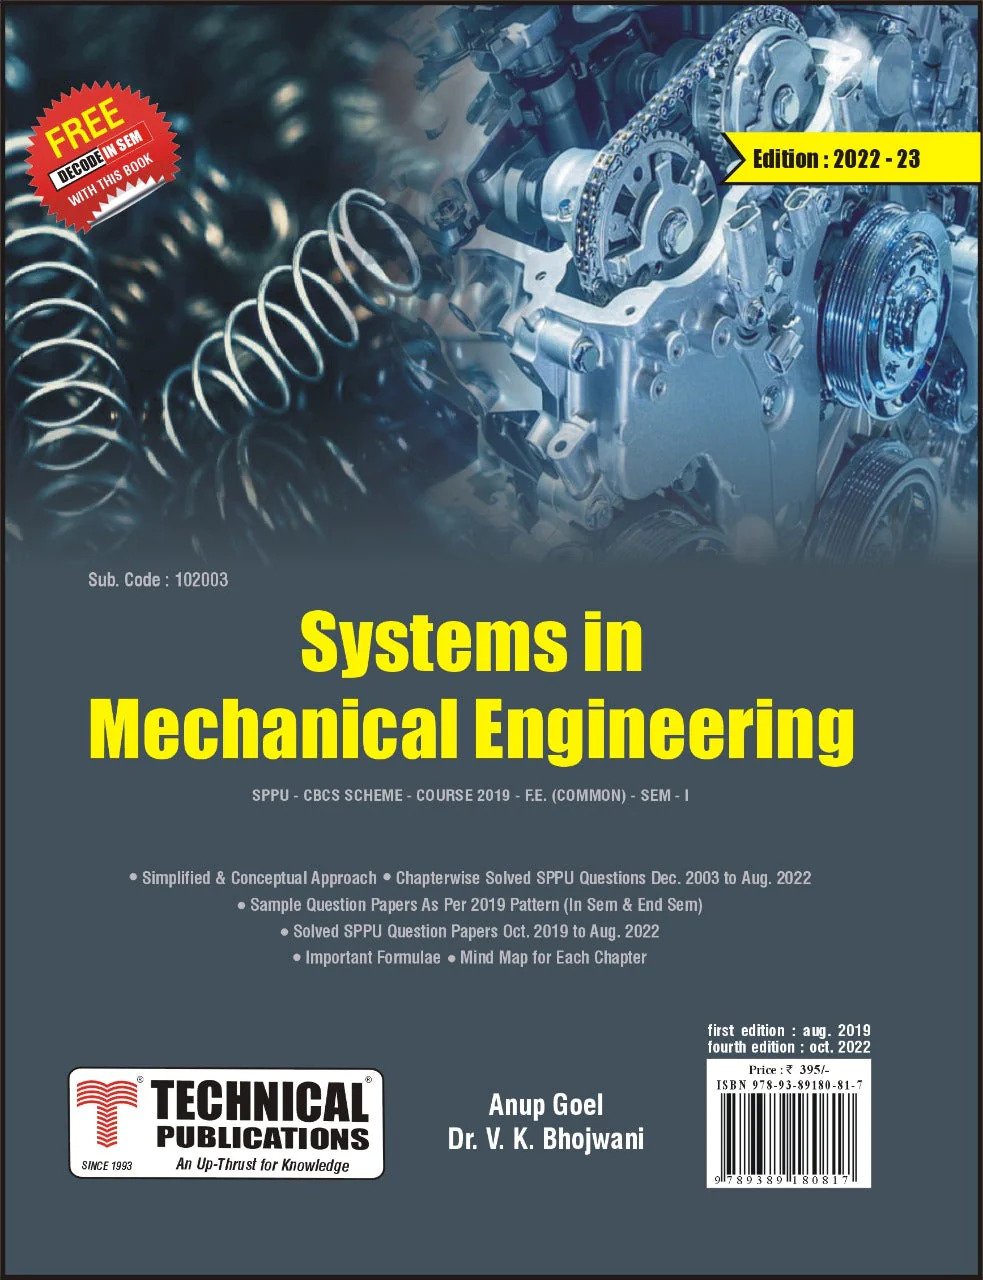 FREE
DECODE IN SEM
WITH THIS BOOK
Edition : 2022 - 23
Sub. Code : 102003
Systems in
Mechanical Engineering
SPPU - CBCS SCHEME - COURSE 2019 - F.E. (COMMON) - SEM - I
• Simplified & Conceptual Approach • Chapterwise Solved SPPU Questions Dec. 2003 to Aug. 2022
• Sample Question Papers As Per 2019 Pattern (In Sem & End Sem)
• Solved SPPU Question Papers Oct. 2019 to Aug. 2022
• Important Formulae • Mind Map for Each Chapter
first edition : aug. 2019
fourth edition : oct. 2022
Price : ₹ 395/-
ISBN 978-93-89180-81-7
9 789389 180817
® TECHNICAL ®
PUBLICATIONS
SINCE 1993 An Up-Thrust for Knowledge
Anup Goel
Dr. V. K. Bhojwani